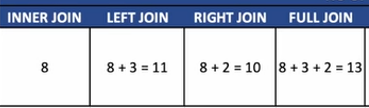 INNER JOIN LEFT JOIN RIGHT JOIN FULL JOIN
8 8 + 3 = 11 8 + 2 = 10 8 + 3 + 2 = 13